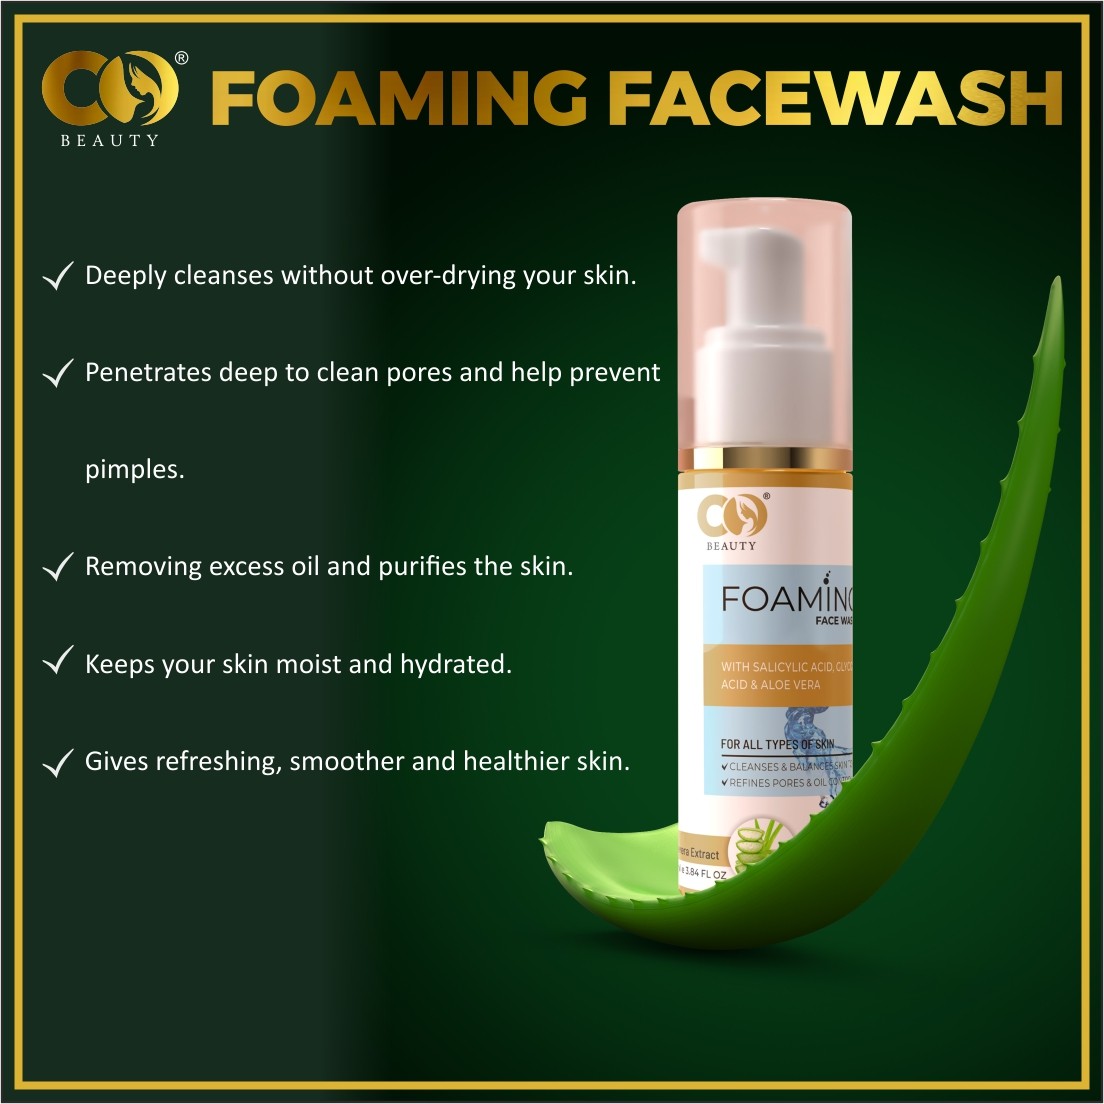 CO®
BEAUTY
FOAMING FACEWASH
Deeply cleanses without over-drying your skin.
Penetrates deep to clean pores and help prevent
pimples.
Removing excess oil and purifies the skin.
Keeps your skin moist and hydrated.
Gives refreshing, smoother and healthier skin.
CO®
BEAUTY
FOAMING
FACE WAS
WITH SALICYLIC ACID, GLYCO
ACID & ALOE VERA
FOR ALL TYPES OF SKIN
CLEANSES & BALANCES SKIN
REFINES PORES & OIL
Extract
3.84 FL OZ